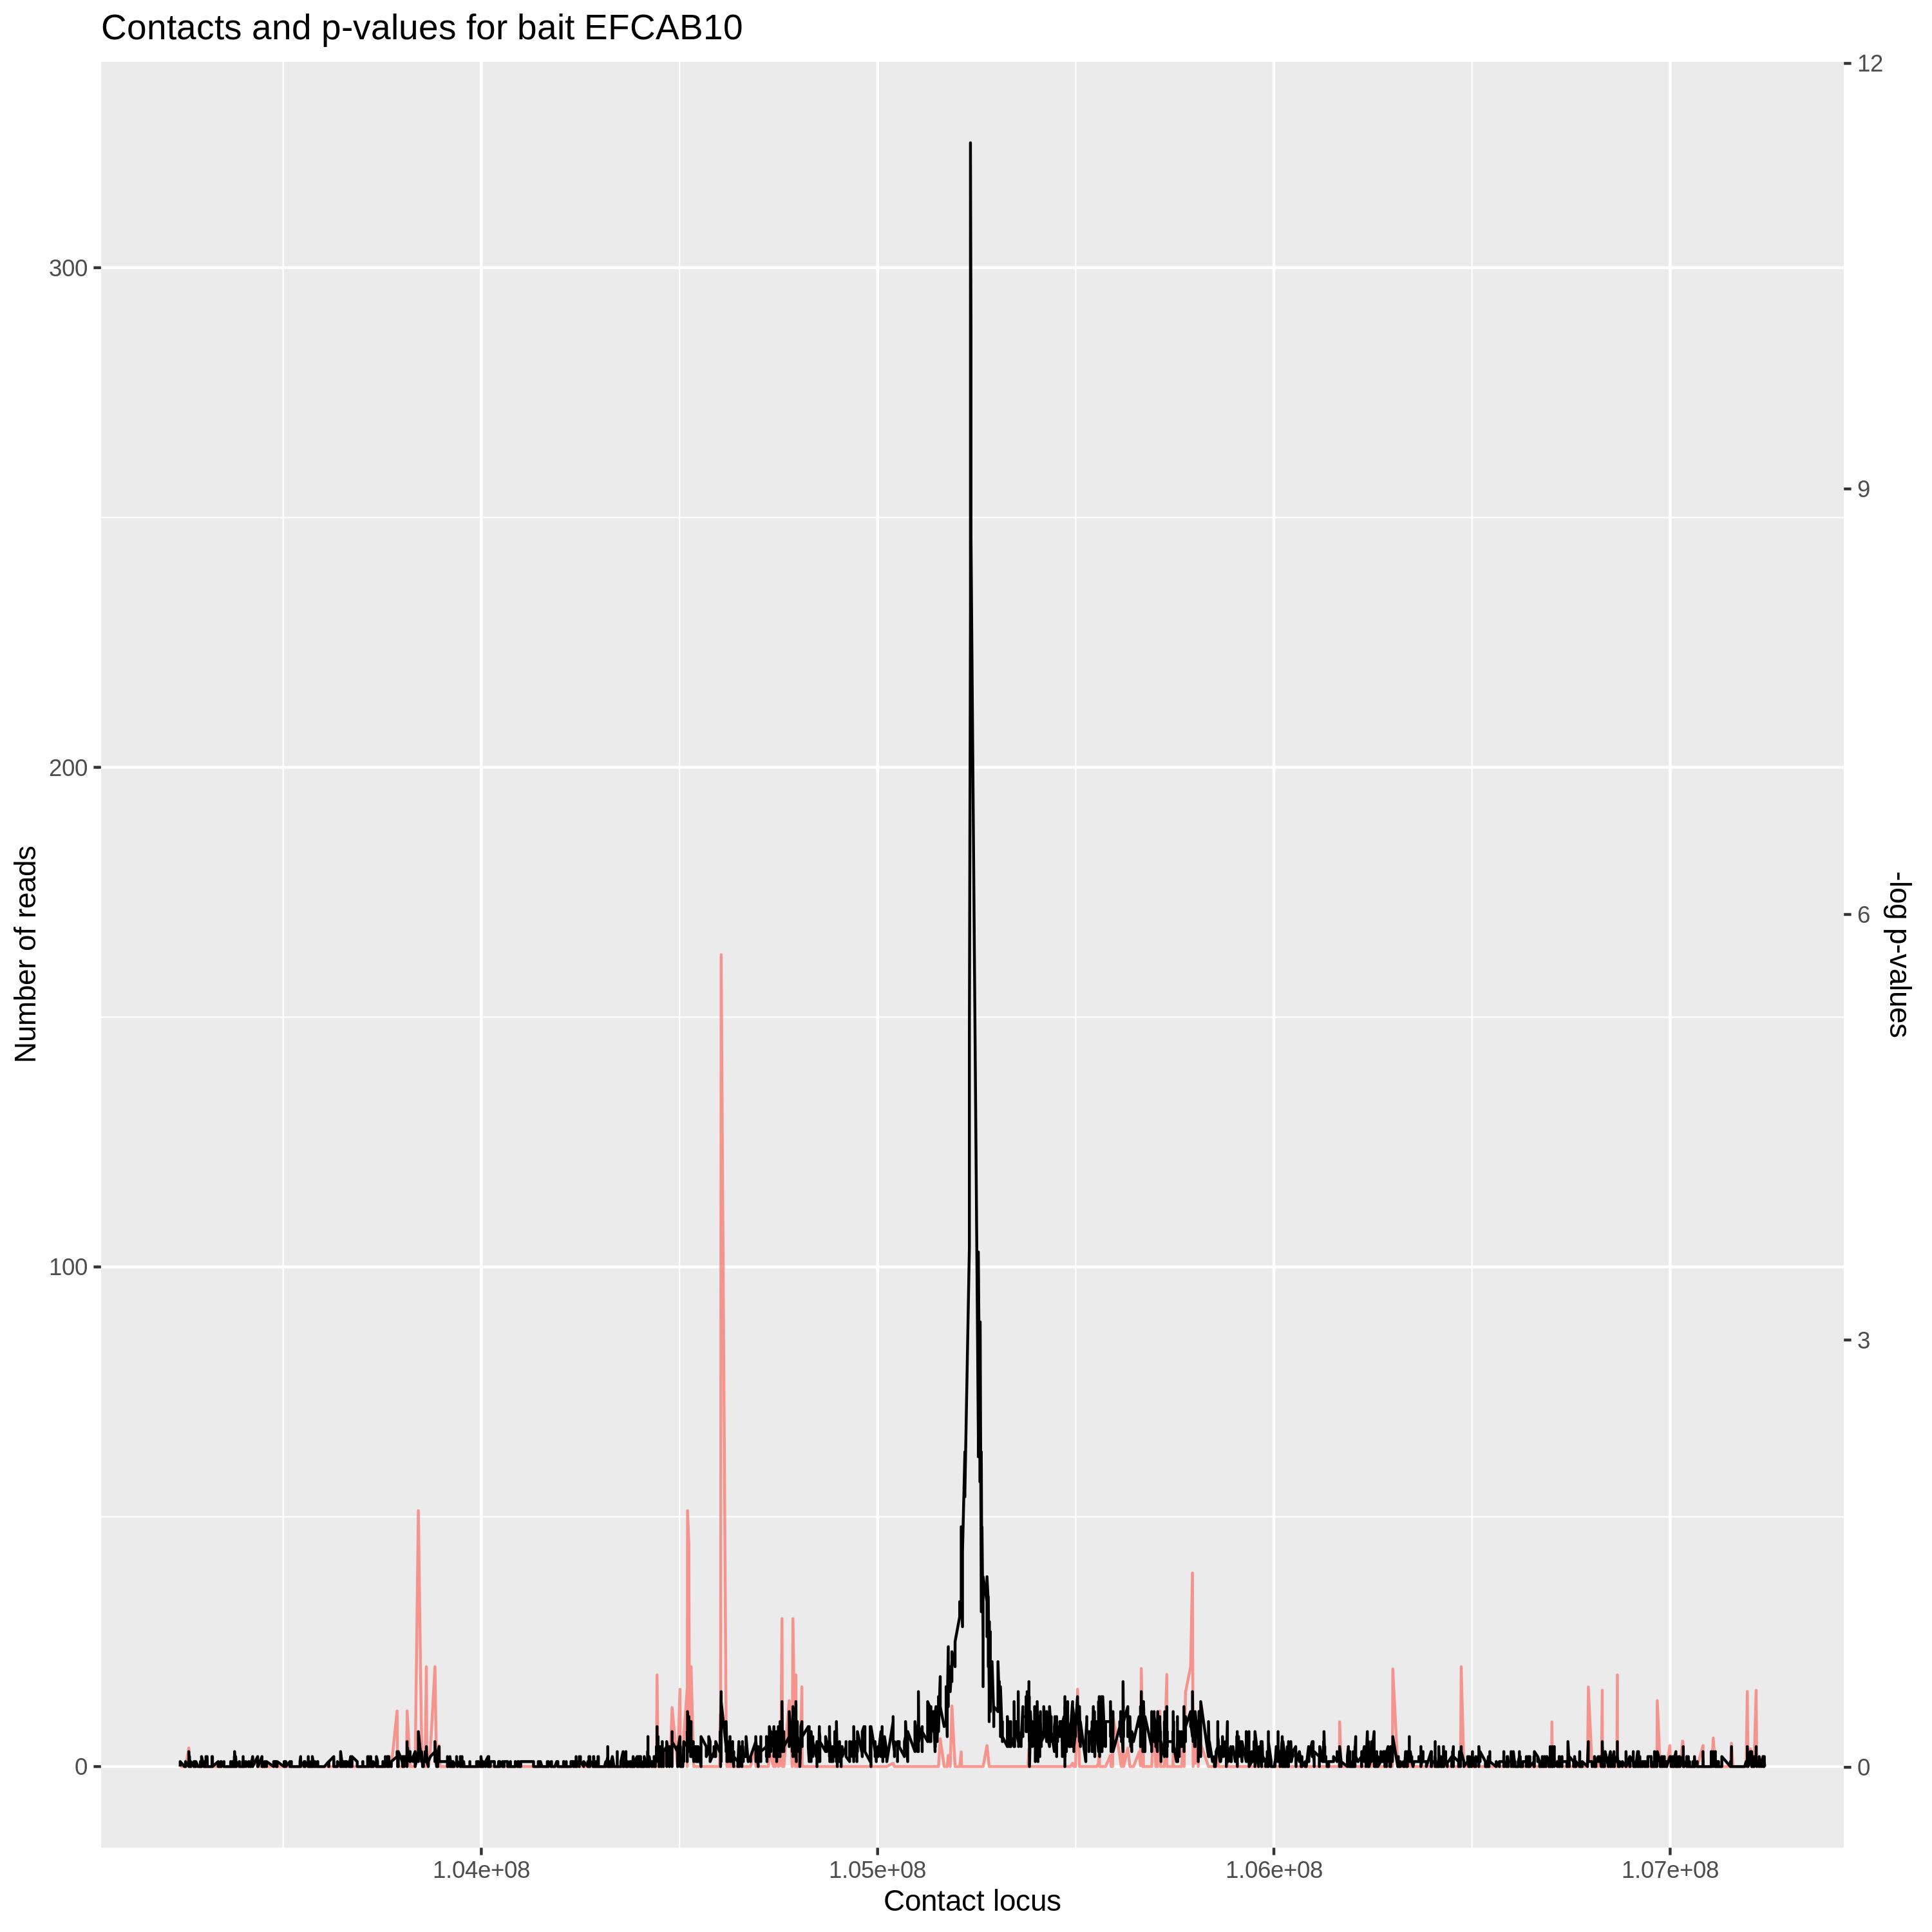 Contacts and p-values for bait EFCAB10
Number of reads
300
200
100
0
12
9
6
3
0
-log p-values
1.04e+08
1.05e+08
1.06e+08
1.07e+08
Contact locus